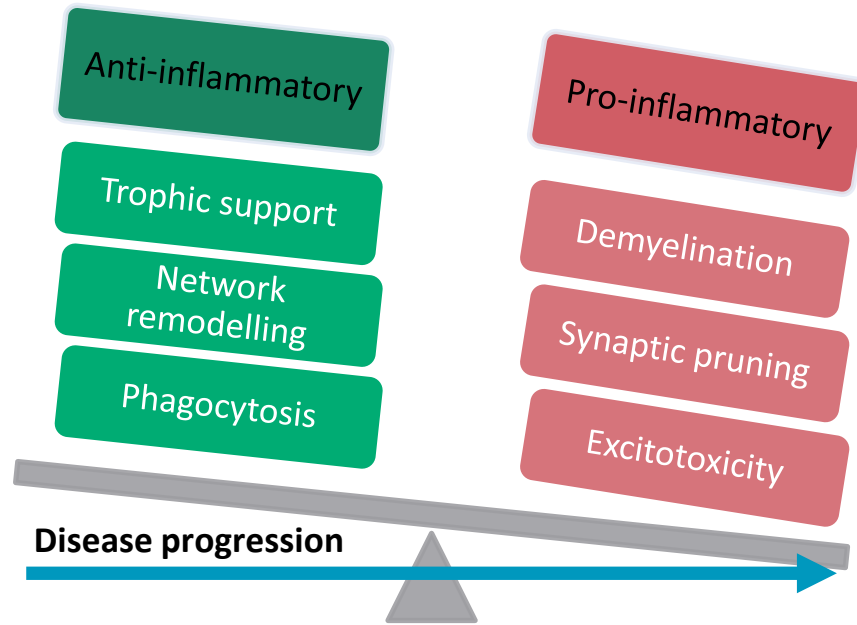 Anti-inflammatory
Trophic support
Network
remodelling
Phagocytosis
Pro-inflammatory
Demyelination
Synaptic pruning
Excitotoxicity
Disease progression